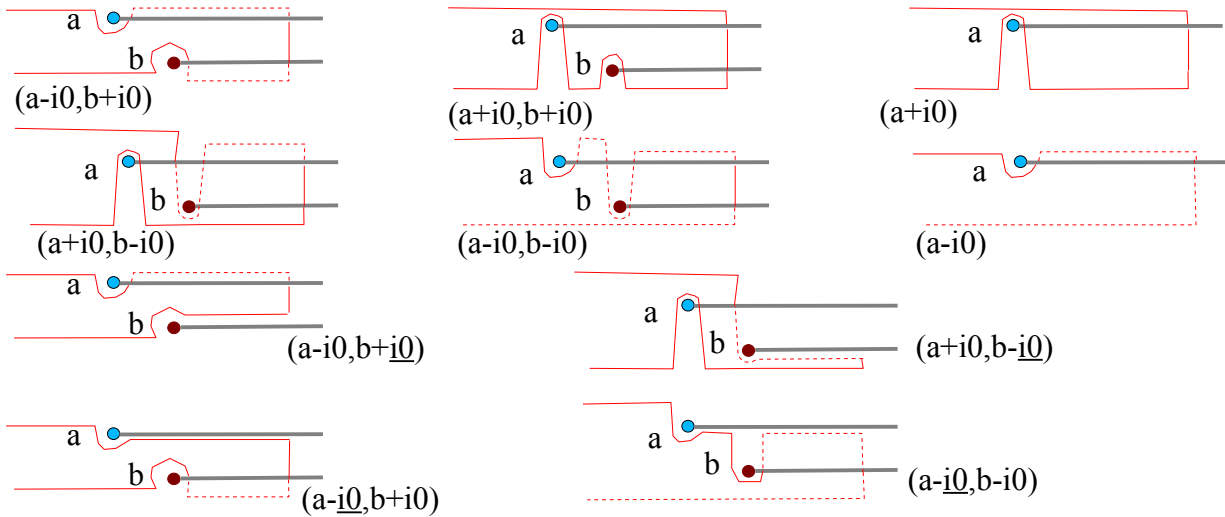 a
b
(a-i0,b+i0)
a
b
(a+i0,b+i0)
a
(a+i0)
a
b
(a+i0,b-i0)
a
b
(a-i0,b-i0)
a
(a-i0)
a
b
(a-i0,b+i0)
a
b
(a+i0,b-i0)
a
b
(a-i0,b+i0)
a
b
(a-i0,b-i0)